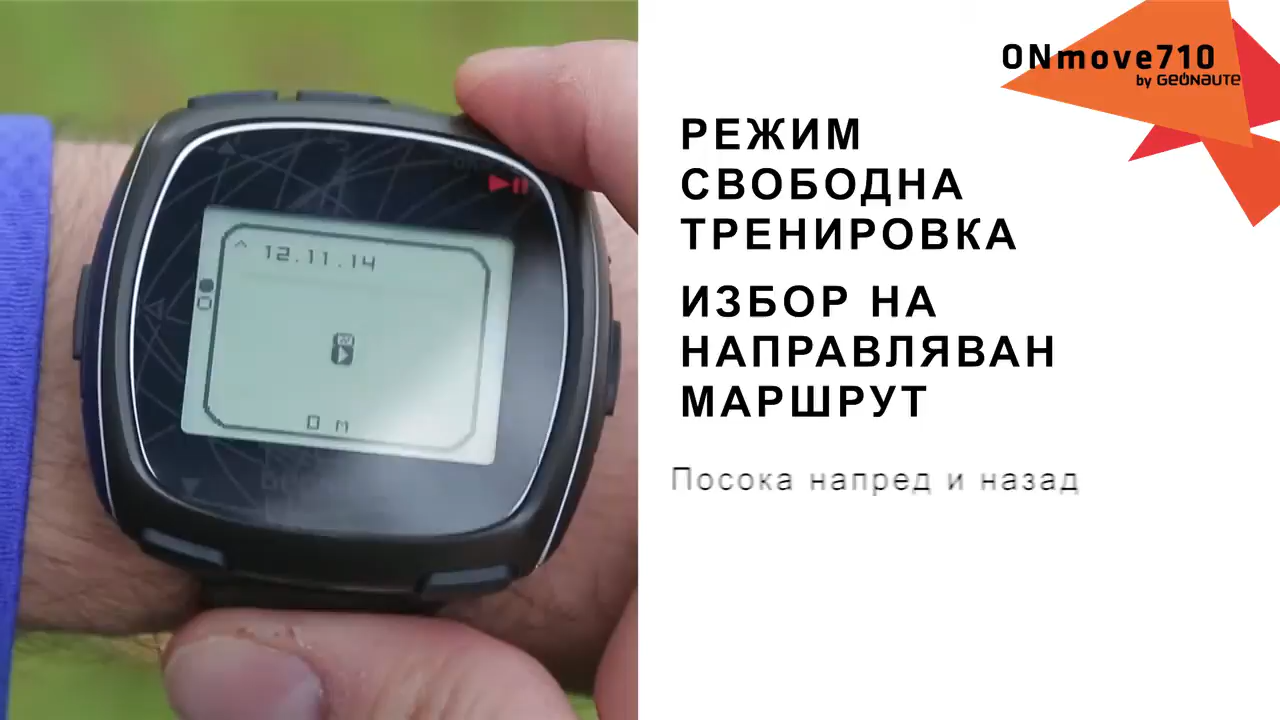 12.11.14
0 m
ONmove710
by GEONAUTE
РЕЖИМ
СВОБОДНА
ТРЕНИРОВКА
ИЗБОР НА
НАПРАВЛЯВАН
МАРШРУТ
Посока напред и назад